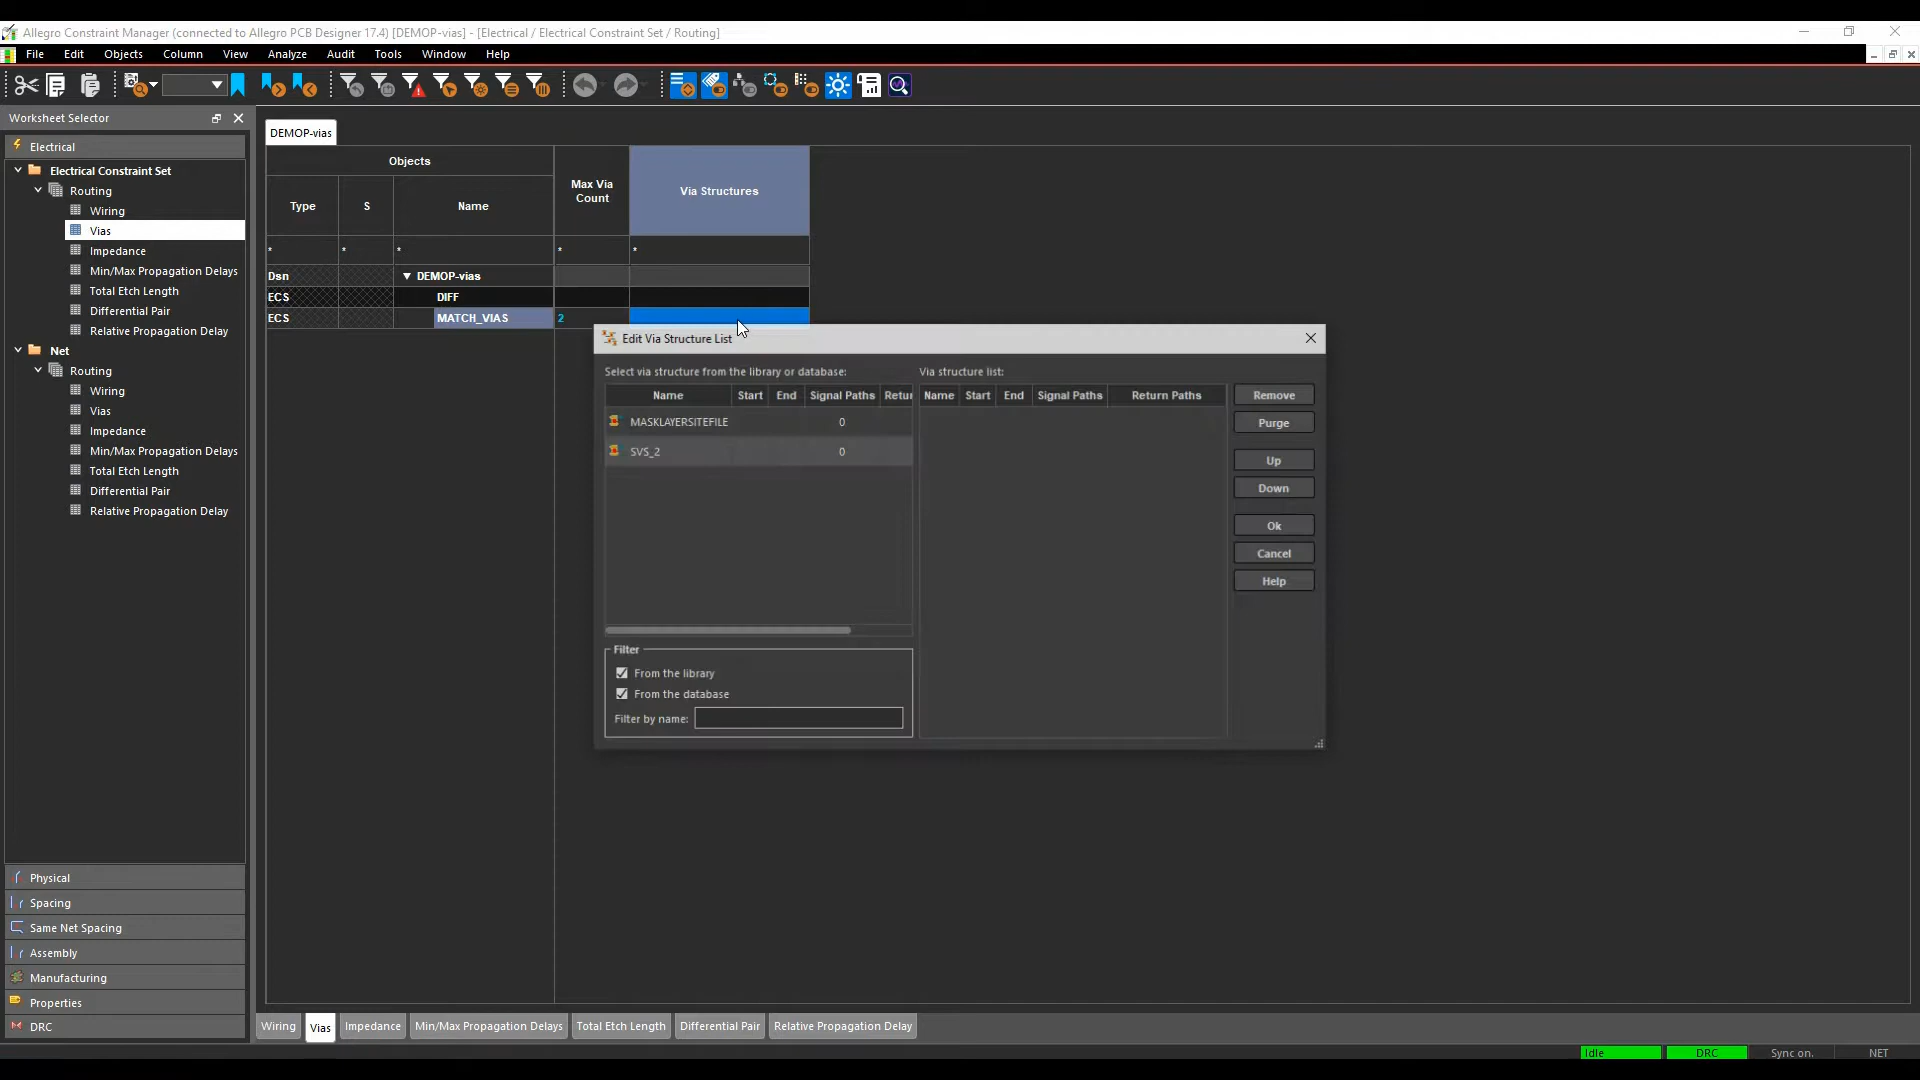 Allegro Constraint Manager (connected to Allegro PCB Designer 17.4) [DEMOP-vias] - [Electrical / Electrical Constraint Set / Routing]
File Edit Objects Column View Analyze Audit Tools Window Help
Worksheet Selector
Electrical
Electrical Constraint Set
Routing
Wiring
Vias
Impedance
Min/Max Propagation Delays
Total Etch Length
Differential Pair
Relative Propagation Delay
Net
Routing
Wiring
Vias
Impedance
Min/Max Propagation Delays
Total Etch Length
Differential Pair
Relative Propagation Delay
Physical
Spacing
Same Net Spacing
Assembly
Manufacturing
Properties
DRC
DEMOP-vias
Objects
Max Via
Count
Via Structures
Type S Name
* * * * *
Dsn DEMOP-vias
ECS DIFF
ECS MATCH_VIAS 2
Edit Via Structure List
Select via structure from the library or database:
Name Start End Signal Paths Retur
MASKLAYERSITEFILE 0
SVS_2 0
Filter
From the library
From the database
Filter by name:
Via structure list:
Name Start End Signal Paths Return Paths
Remove
Purge
Up
Down
Ok
Cancel
Help
Wiring Vias Impedance Min/Max Propagation Delays Total Etch Length Differential Pair Relative Propagation Delay
Idle DRC Sync on. NET